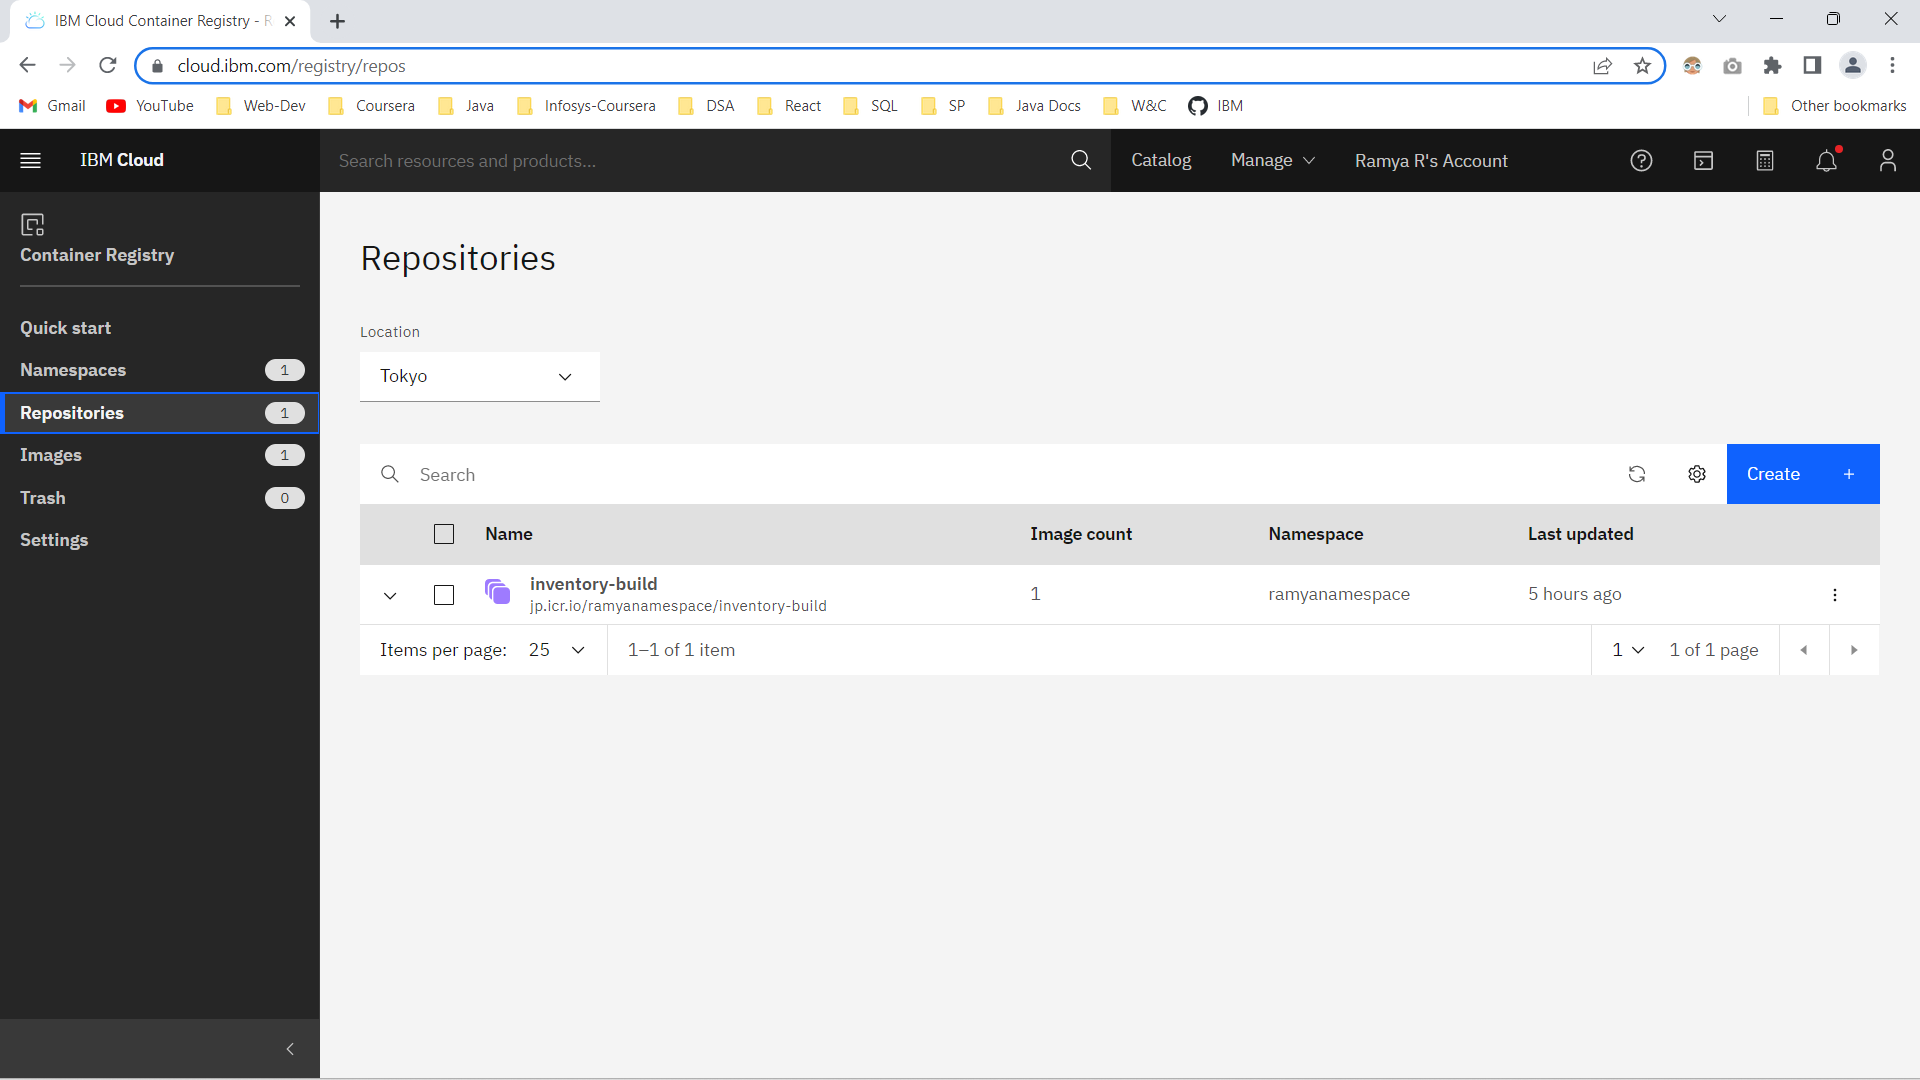 IBM Cloud Container Registry - R
cloud.ibm.com/registry/repos
Gmail YouTube Web-Dev Coursera Java Infosys-Coursera DSA React SQL SP Java Docs W&C IBM Other bookmarks
IBM Cloud Search resources and products... Catalog Manage Ramya R's Account
Container Registry
Quick start
Namespaces 1
Repositories 1
Images 1
Trash 0
Settings
Repositories
Location
Tokyo
Search Create +
Name Image count Namespace Last updated
inventory-build 1 ramyanamespace 5 hours ago
jp.icr.io/ramyanamespace/inventory-build
Items per page: 25 1–1 of 1 item 1 1 of 1 page